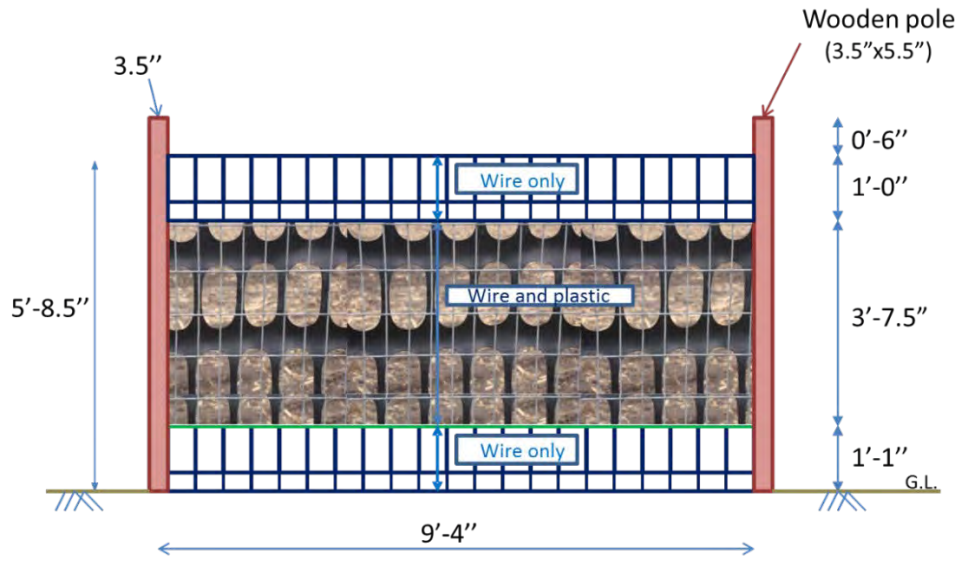 Wooden pole
(3.5”x5.5”)
3.5’’
0’-6’’
Wire only
1’-0’’
5’-8.5’’
Wire and plastic
3’-7.5’’
Wire only
1’-1’’
G.L.
9’-4’’